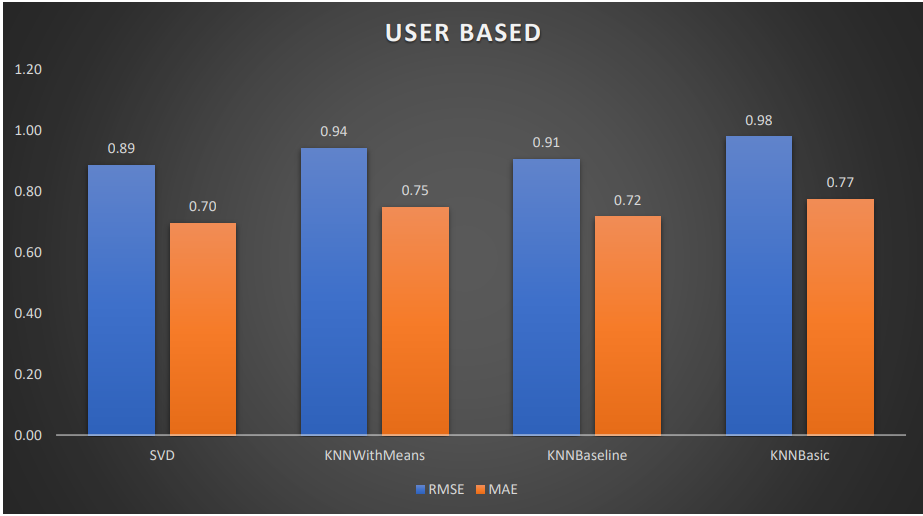 USER BASED
1.20
1.00
0.80
0.60
0.40
0.20
0.00
0.89
0.70
0.94
0.75
0.91
0.72
0.98
0.77
SVD
KNNWithMeans
KNNBaseline
KNNBasic
RMSE MAE